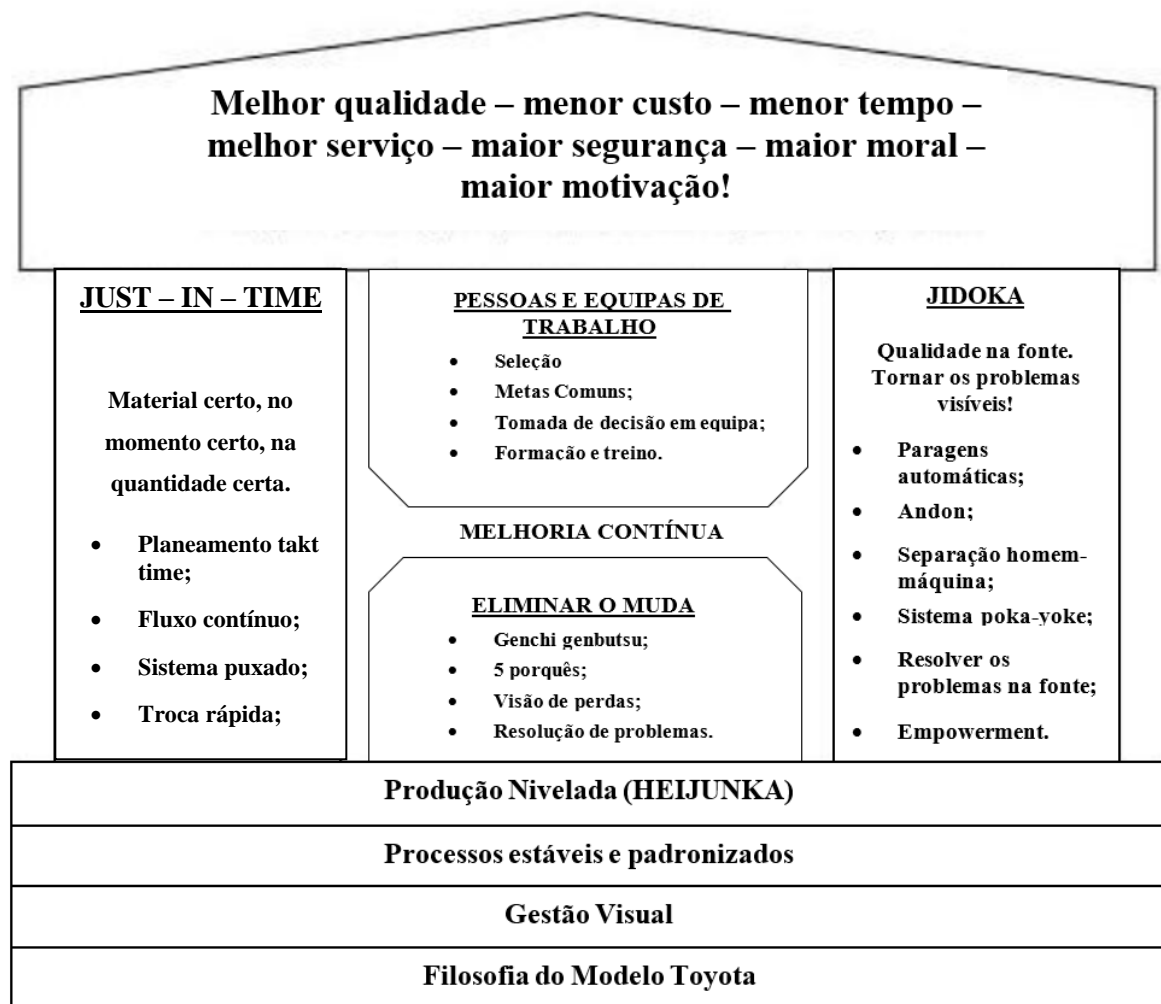 Melhor qualidade – menor custo – menor tempo –
melhor serviço – maior segurança – maior moral –
maior motivação!
JUST – IN – TIME
Material certo, no
momento certo, na
quantidade certa.
• Planeamento takt
time;
• Fluxo contínuo;
• Sistema puxado;
• Troca rápida;
PESSOAS E EQUIPAS DE
TRABALHO
• Seleção
• Metas Comuns;
• Tomada de decisão em equipa;
• Formação e treino.
MELHORIA CONTÍNUA
ELIMINAR O MUDA
• Genchi genbutsu;
• 5 porquês;
• Visão de perdas;
• Resolução de problemas.
JIDOKA
Qualidade na fonte.
Tornar os problemas
visíveis!
• Paragens
automáticas;
• Andon;
• Separação homem-
máquina;
• Sistema poka-yoke;
• Resolver os
problemas na fonte;
• Empowerment.
Produção Nivelada (HEIJUNKA)
Processos estáveis e padronizados
Gestão Visual
Filosofia do Modelo Toyota